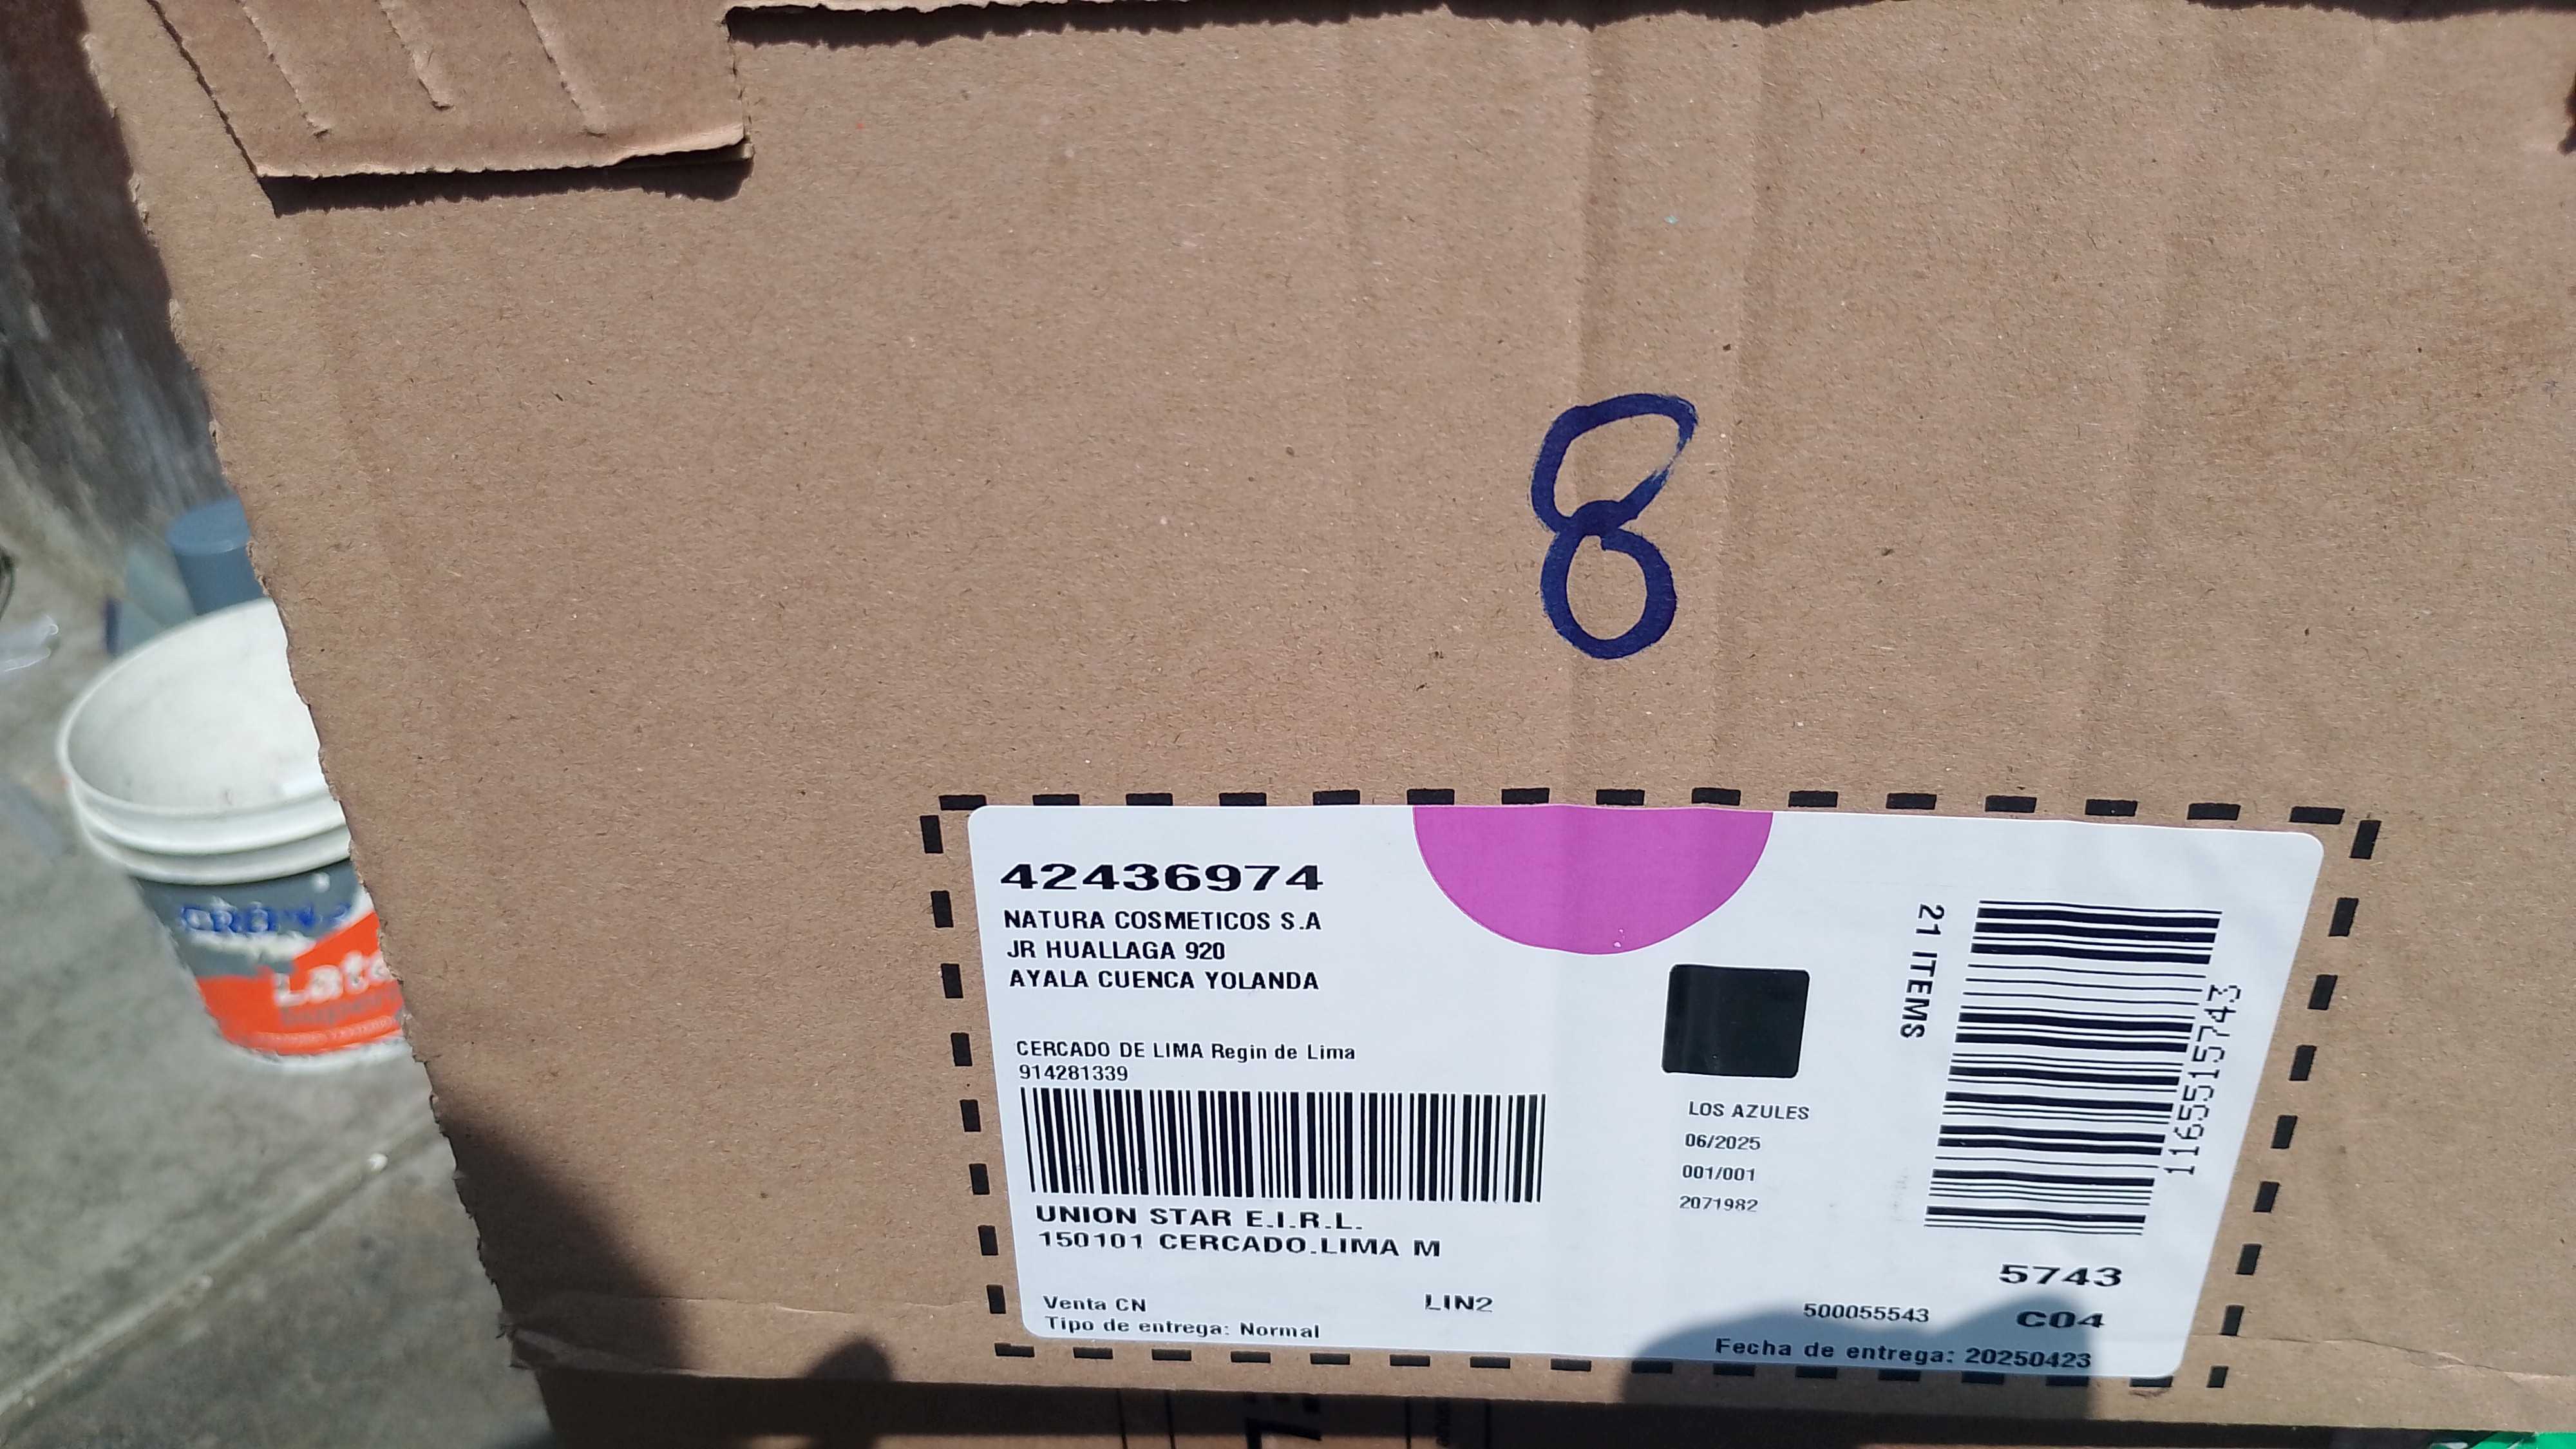 8
42436974
NATURA COSMETICOS S.A
JR HUALLAGA 920
AYALA CUENCA YOLANDA
CERCADO DE LIMA Regin de Lima
914281339
UNION STAR E.I.R.L.
150101 CERCADO.LIMA M
Venta CN
LIN2
Tipo de entrega: Normal
LOS AZULES
06/2025
001/001
2071982
21 ITEMS
1165515743
5743
500055543
C04
Fecha de entrega: 20250423